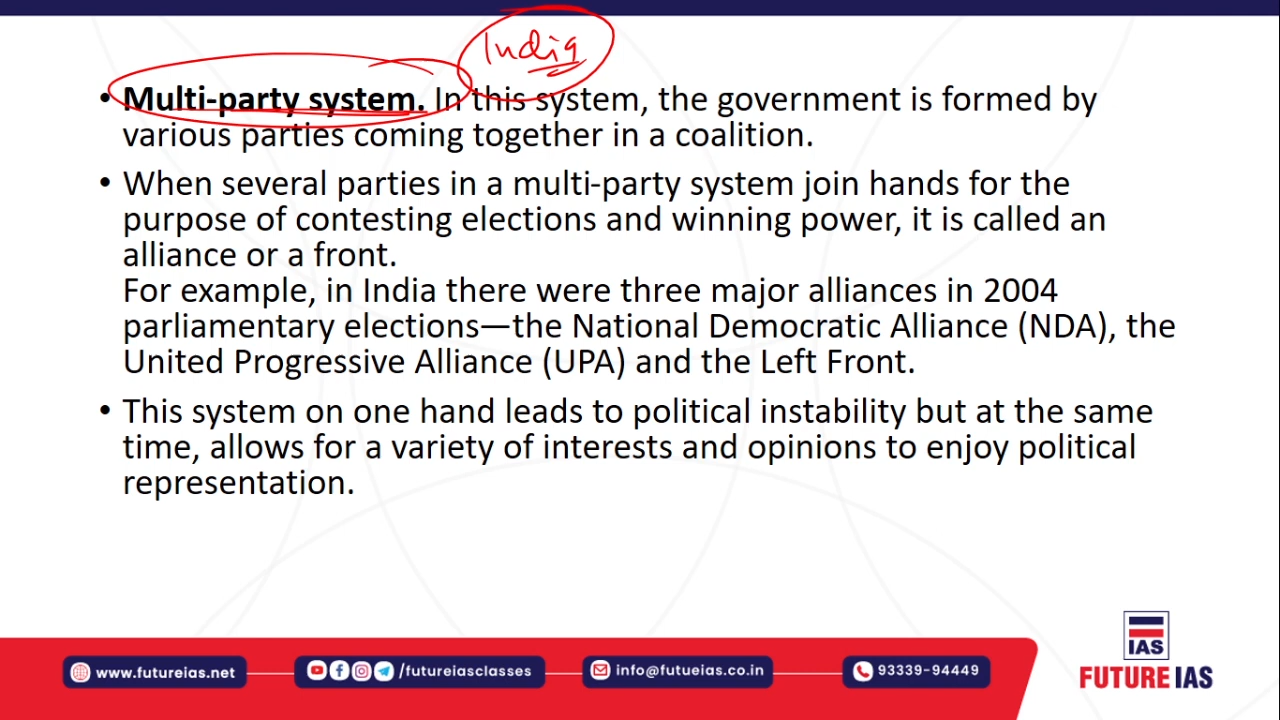 India
• Multi-party system. In this system, the government is formed by
various parties coming together in a coalition.
• When several parties in a multi-party system join hands for the
purpose of contesting elections and winning power, it is called an
alliance or a front.
For example, in India there were three major alliances in 2004
parliamentary elections—the National Democratic Alliance (NDA), the
United Progressive Alliance (UPA) and the Left Front.
• This system on one hand leads to political instability but at the same
time, allows for a variety of interests and opinions to enjoy political
representation.
IAS
www.futureias.net /futureiasclasses info@futueias.co.in 93339-94449 FUTURE IAS